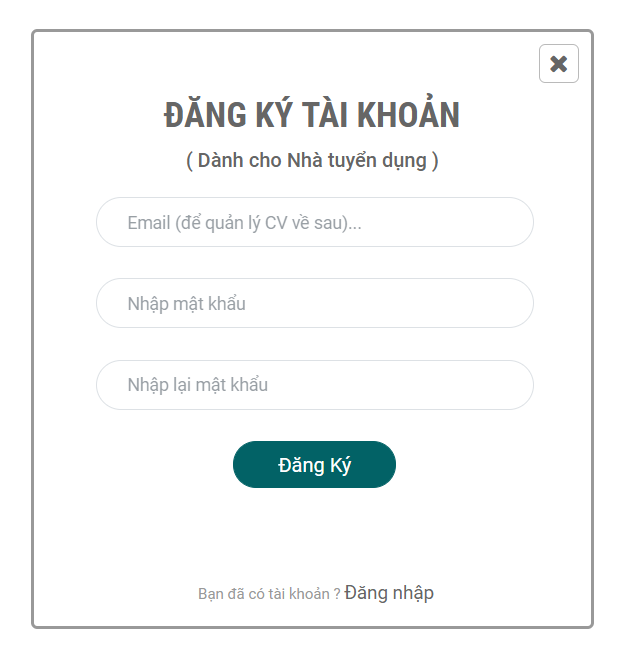 ĐĂNG KÝ TÀI KHOẢN
( Dành cho Nhà tuyển dụng )
Email (để quản lý CV về sau)...
Nhập mật khẩu
Nhập lại mật khẩu
Đăng Ký
Bạn đã có tài khoản ? Đăng nhập